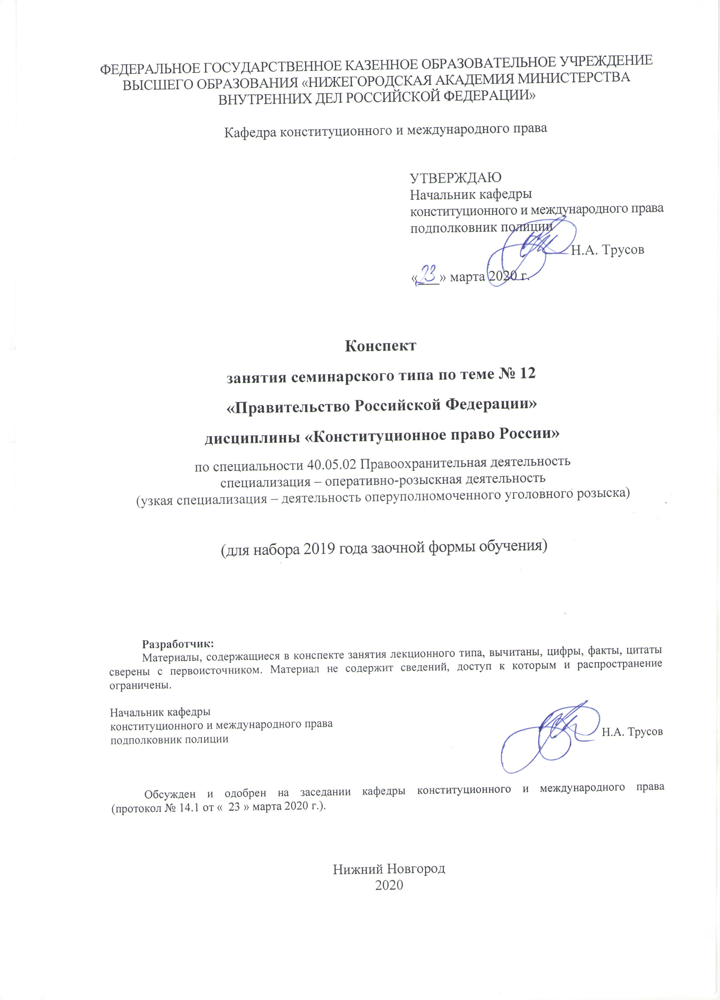 ФЕДЕРАЛЬНОЕ ГОСУДАРСТВЕННОЕ КАЗЕННОЕ ОБРАЗОВАТЕЛЬНОЕ УЧРЕЖДЕНИЕ
ВЫСШЕГО ОБРАЗОВАНИЯ «НИЖЕГОРОДСКАЯ АКАДЕМИЯ МИНИСТЕРСТВА
ВНУТРЕННИХ ДЕЛ РОССИЙСКОЙ ФЕДЕРАЦИИ»
Кафедра конституционного и международного права
УТВЕРЖДАЮ
Начальник кафедры
конституционного и международного права
подполковник полиции
Н.А. Трусов
«23» марта 2020 г.
Конспект
занятия семинарского типа по теме № 12
«Правительство Российской Федерации»
дисциплины «Конституционное право России»
по специальности 40.05.02 Правоохранительная деятельность
специализация – оперативно-розыскная деятельность
(узкая специализация – деятельность оперуполномоченного уголовного розыска)
(для набора 2019 года заочной формы обучения)
Разработчик:
Материалы, содержащиеся в конспекте занятия лекционного типа, вычитаны, цифры, факты, цитаты
сверены с первоисточником. Материал не содержит сведений, доступ к которым и распространение
ограничены.
Начальник кафедры
конституционного и международного права
подполковник полиции
Н.А. Трусов
Обсужден и одобрен на заседании кафедры конституционного и международного права
(протокол № 14.1 от « 23 » марта 2020 г.).
Нижний Новгород
2020